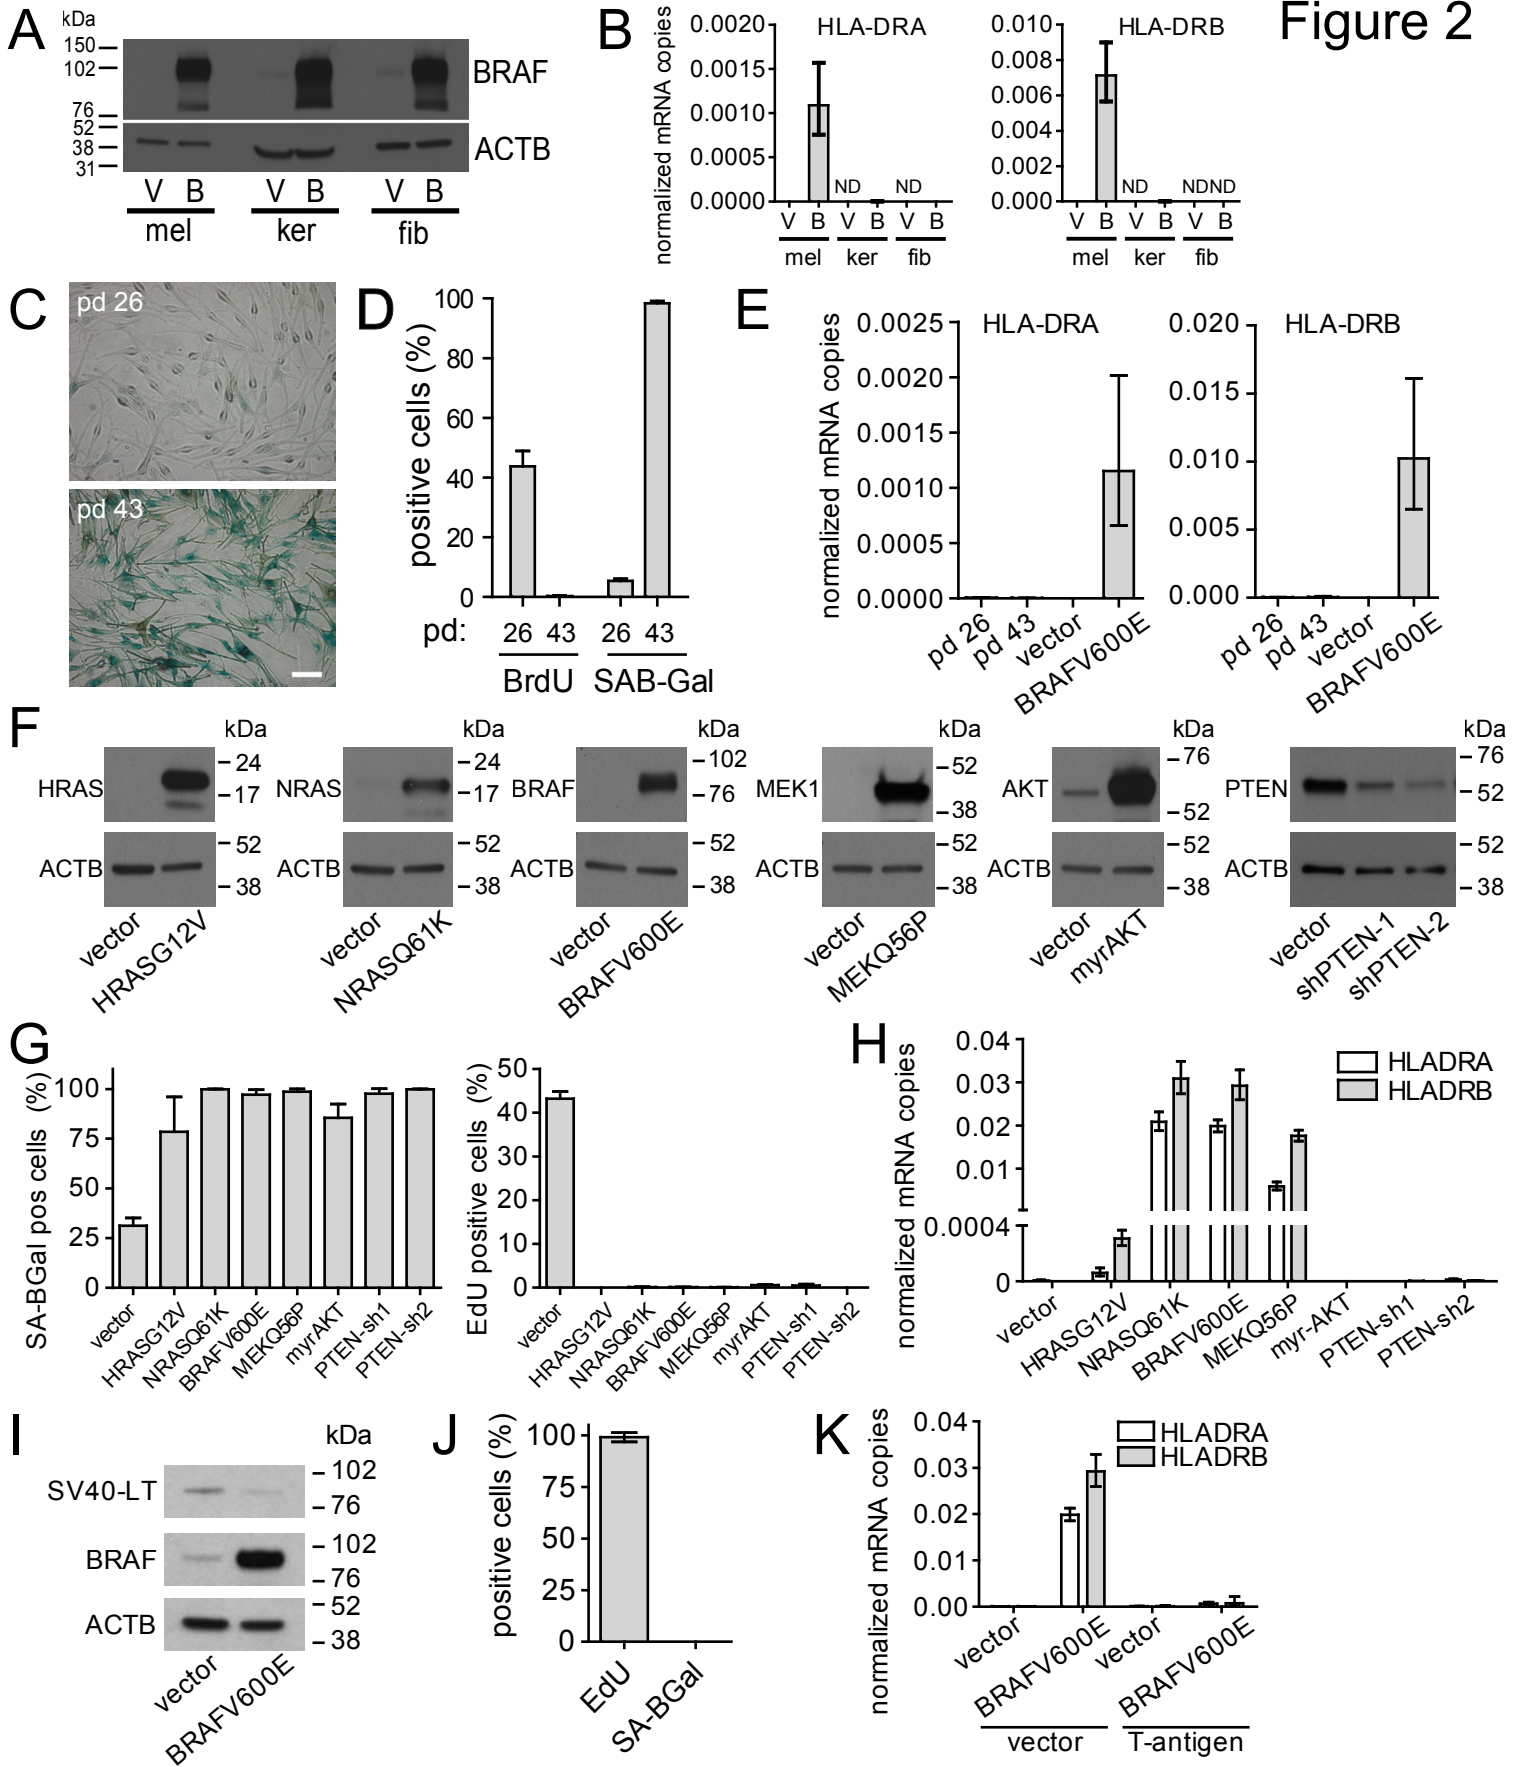 Figure 2
A
kDa
150
102
76
52
38
31
BRAF
ACTB
V B V B V B
mel ker fib
B
normalized mRNA copies
HLA-DRA
0.0020
0.0015
0.0010
0.0005
0.0000
ND ND
V B V B V B
mel ker fib
HLA-DRB
0.010
0.008
0.006
0.004
0.002
0.000
ND NDND
V B V B V B
mel ker fib
C
pd 26
pd 43
D
positive cells (%)
100
80
60
40
20
0
pd: 26 43 26 43
BrdU SAB-Gal
E
normalized mRNA copies
HLA-DRA
0.0025
0.0020
0.0015
0.0010
0.0005
0.0000
pd 26
pd 43
vector
BRAFV600E
HLA-DRB
0.020
0.015
0.010
0.005
0.000
pd 26
pd 43
vector
BRAFV600E
F
kDa
HRAS
24
17
ACTB
52
38
vector
HRASG12V
kDa
NRAS
24
17
ACTB
52
38
vector
NRASQ61K
kDa
BRAF
102
76
ACTB
52
38
vector
BRAFV600E
kDa
MEK1
52
38
ACTB
52
38
vector
MEKQ56P
kDa
AKT
76
52
ACTB
52
38
vector
myrAKT
kDa
PTEN
76
52
ACTB
52
38
vector
shPTEN-1
shPTEN-2
G
SA-BGal pos cells (%)
100
75
50
25
0
vector
HRASG12V
NRASQ61K
BRAFV600E
MEKQ56P
myrAKT
PTEN-sh1
PTEN-sh2
EdU positive cells (%)
50
40
30
20
10
0
vector
HRASG12V
NRASQ61K
BRAFV600E
MEKQ56P
myrAKT
PTEN-sh1
PTEN-sh2
H
normalized mRNA copies
0.04
0.03
0.02
0.01
0.0004
0
HLADRA
HLADRB
vector
HRASG12V
NRASQ61K
BRAFV600E
MEKQ56P
myr-AKT
PTEN-sh1
PTEN-sh2
I
kDa
SV40-LT
102
76
BRAF
102
76
ACTB
52
38
vector
BRAFV600E
J
positive cells (%)
100
75
50
25
0
EdU
SA-BGal
K
normalized mRNA copies
0.04
0.03
0.02
0.01
0.00
HLADRA
HLADRB
vector
BRAFV600E
vector
BRAFV600E
vector T-antigen